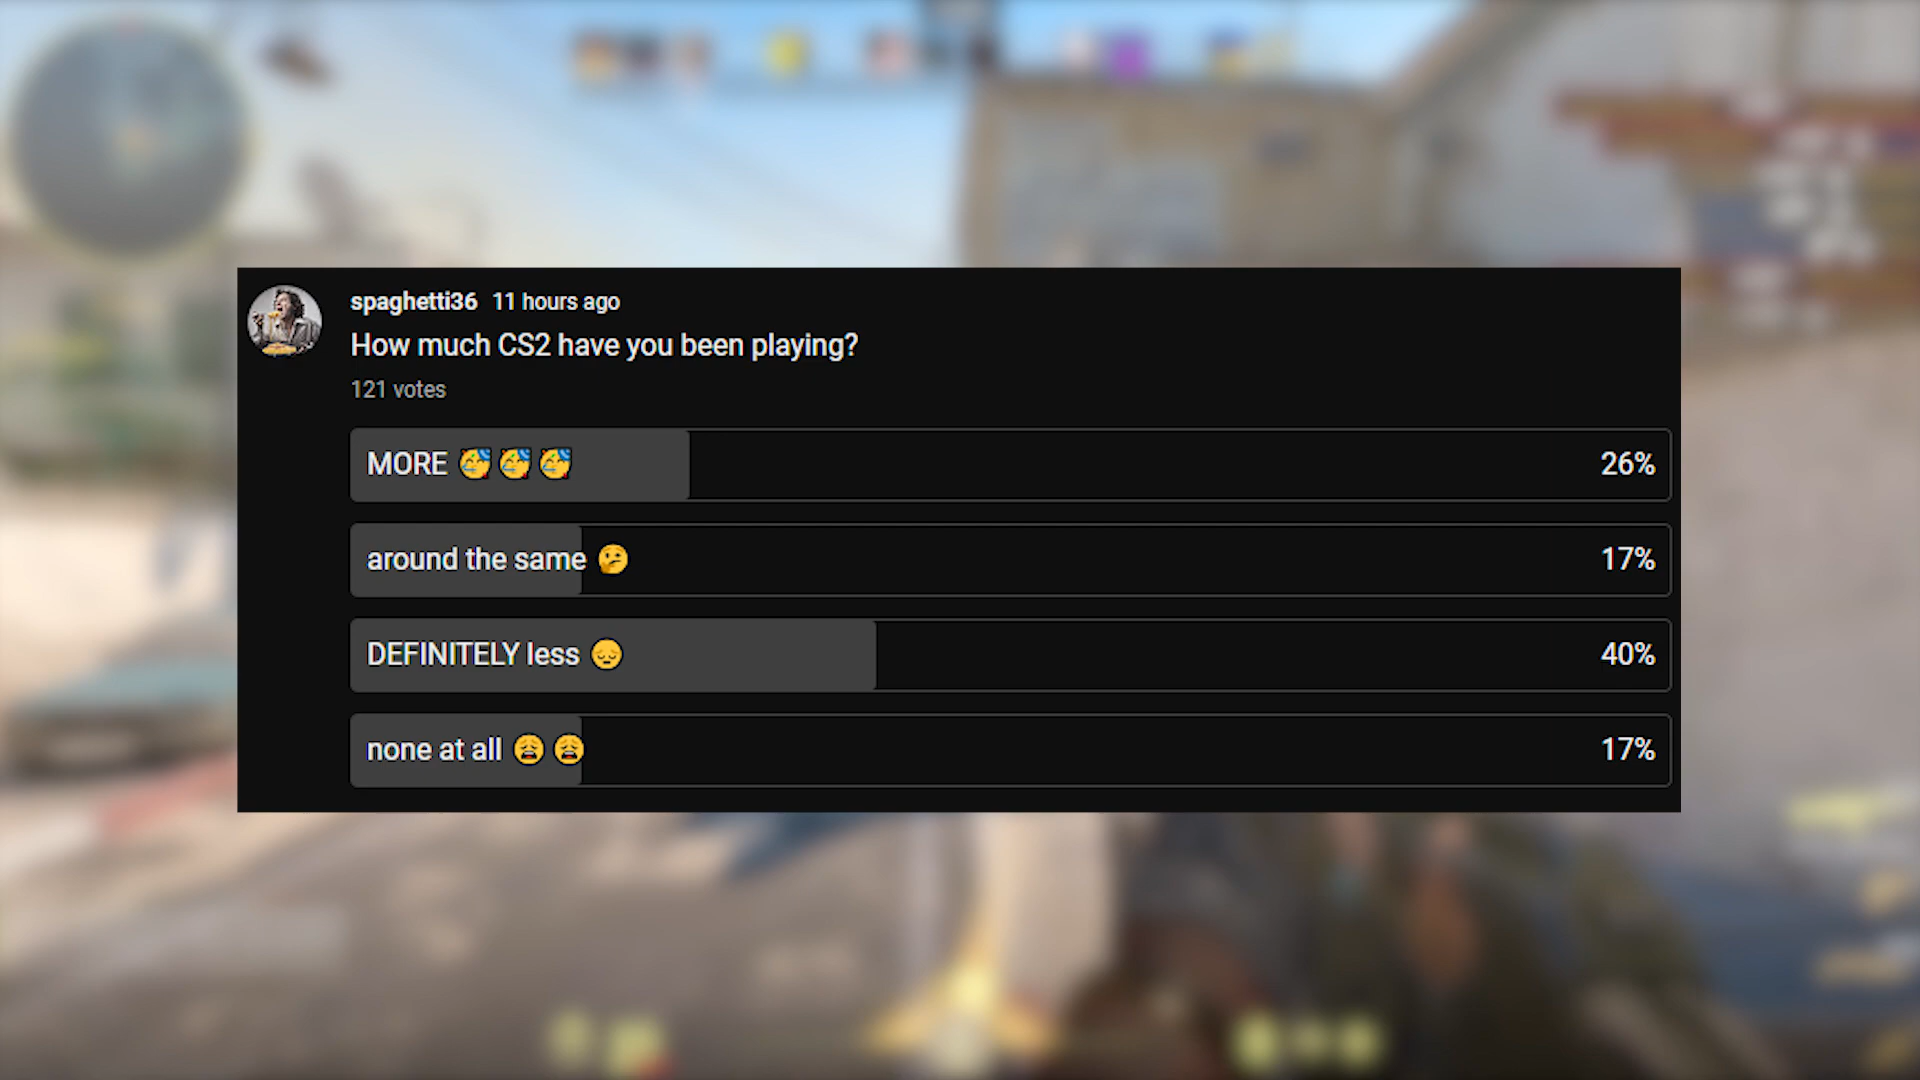 spaghetti36 11 hours ago
How much CS2 have you been playing?
121 votes
MORE 🥳🥳🥳 26%
around the same 🤔 17%
DEFINITELY less 😔 40%
none at all 😩😩 17%